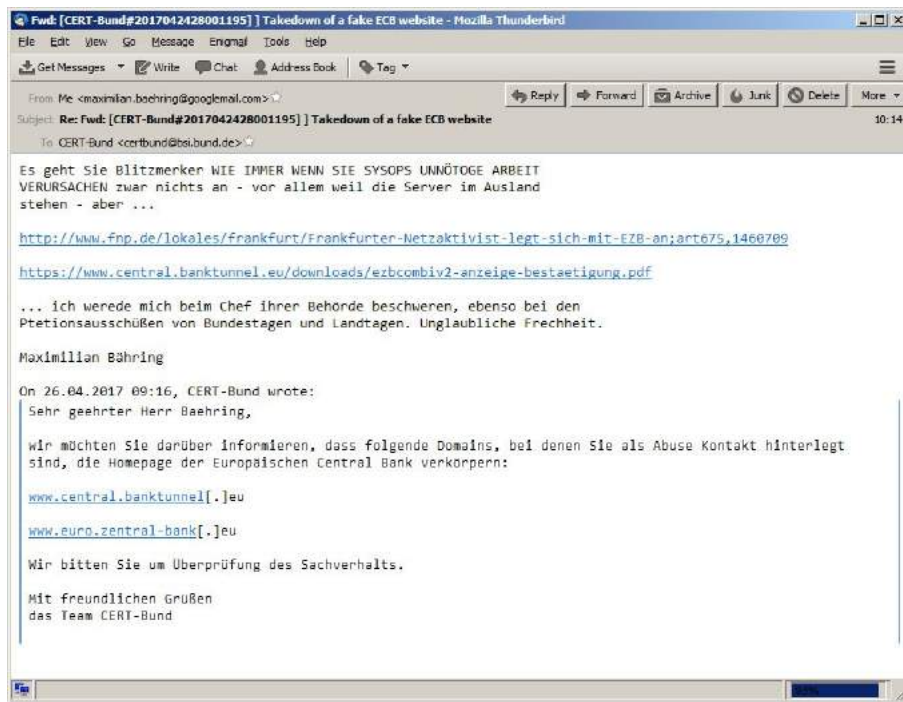 Fwd: [CERT-Bund#2017042428001195] ] Takedown of a fake ECB website - Mozilla Thunderbird
File Edit View Go Message Enigmail Tools Help
Get Messages Write Chat Address Book Tag
From Me <maximilian.baehring@googlemail.com> Reply Forward Archive Junk Delete More
Subject Re: Fwd: [CERT-Bund#2017042428001195] ] Takedown of a fake ECB website 10:14
To CERT-Bund <certbund@bsi.bund.de>
Es geht Sie Blitzmerker WIE IMMER WENN SIE SYSOPS UNNÖTOGE ARBEIT
VERURSACHEN zwar nichts an - vor allem weil die Server im Ausland
stehen - aber ...
http://www.fnp.de/lokales/frankfurt/Frankfurter-Netzaktivist-legt-sich-mit-EZB-an;art675,1460709
https://www.central.banktunnel.eu/downloads/ezbcombiv2-anzeige-bestaetigung.pdf
... ich werede mich beim Chef ihrer Behörde beschweren, ebenso bei den
Ptetionsausschüßen von Bundestagen und Landtagen. Unglaubliche Frechheit.
Maximilian Bähring
On 26.04.2017 09:16, CERT-Bund wrote:
Sehr geehrter Herr Baehring,
wir möchten Sie darüber informieren, dass folgende Domains, bei denen Sie als Abuse Kontakt hinterlegt
sind, die Homepage der Europäischen Central Bank verkörpern:
www.central.banktunnel[.]eu
www.euro.zentral-bank[.]eu
Wir bitten Sie um Überprüfung des Sachverhalts.
Mit freundlichen Grüßen
das Team CERT-Bund